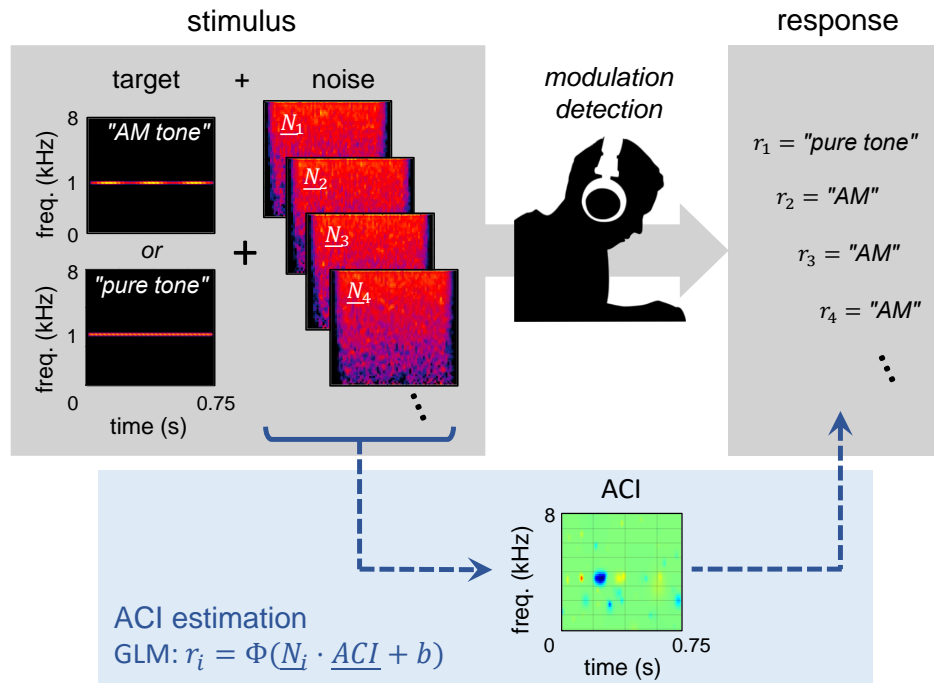 stimulus
response
target + noise
modulation
detection
8
"AM tone"
freq. (kHz)
1
0
or
8
"pure tone"
freq. (kHz)
1
0
0.75
time (s)
+
N₁
N₂
N₃
N₄
r₁ = "pure tone"
r₂ = "AM"
r₃ = "AM"
r₄ = "AM"
ACI
8
freq. (kHz)
0
0.75
time (s)
ACI estimation
GLM: rᵢ = Φ(Nᵢ · ACI + b)